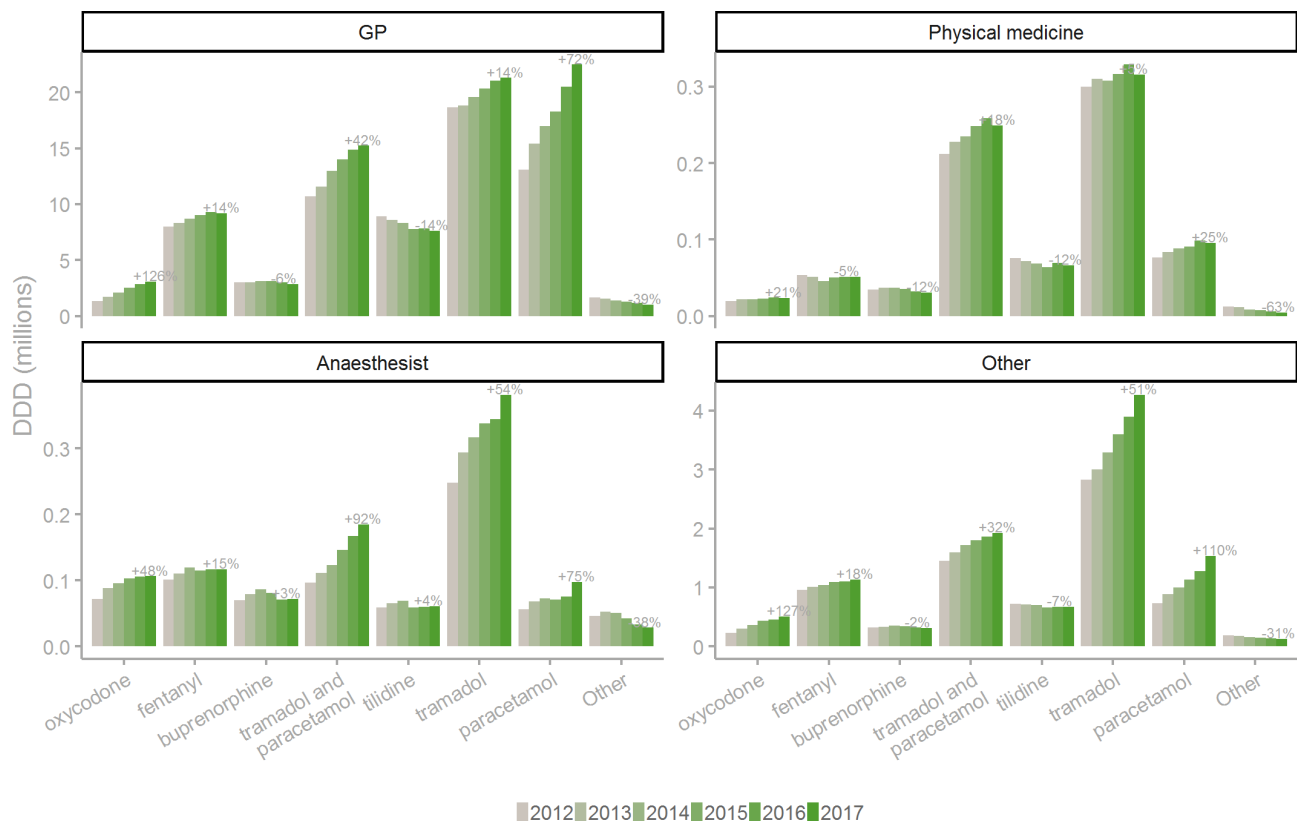 GP
Physical medicine
DDD (millions)
20
15
10
5
0
+126%
+14%
-6%
+42%
-14%
+14%
+72%
-39%
0.3
0.2
0.1
0.0
+21%
-5%
-12%
+18%
-12%
+5%
+25%
-63%
Anaesthesist
Other
0.3
0.2
0.1
0.0
+48%
+15%
+3%
+92%
+4%
+54%
+75%
-38%
4
3
2
1
0
+127%
+18%
-2%
+32%
-7%
+51%
+110%
-31%
oxycodone
fentanyl
buprenorphine
tramadol and
paracetamol
tilidine
tramadol
paracetamol
Other
oxycodone
fentanyl
buprenorphine
tramadol and
paracetamol
tilidine
tramadol
paracetamol
Other
2012 2013 2014 2015 2016 2017